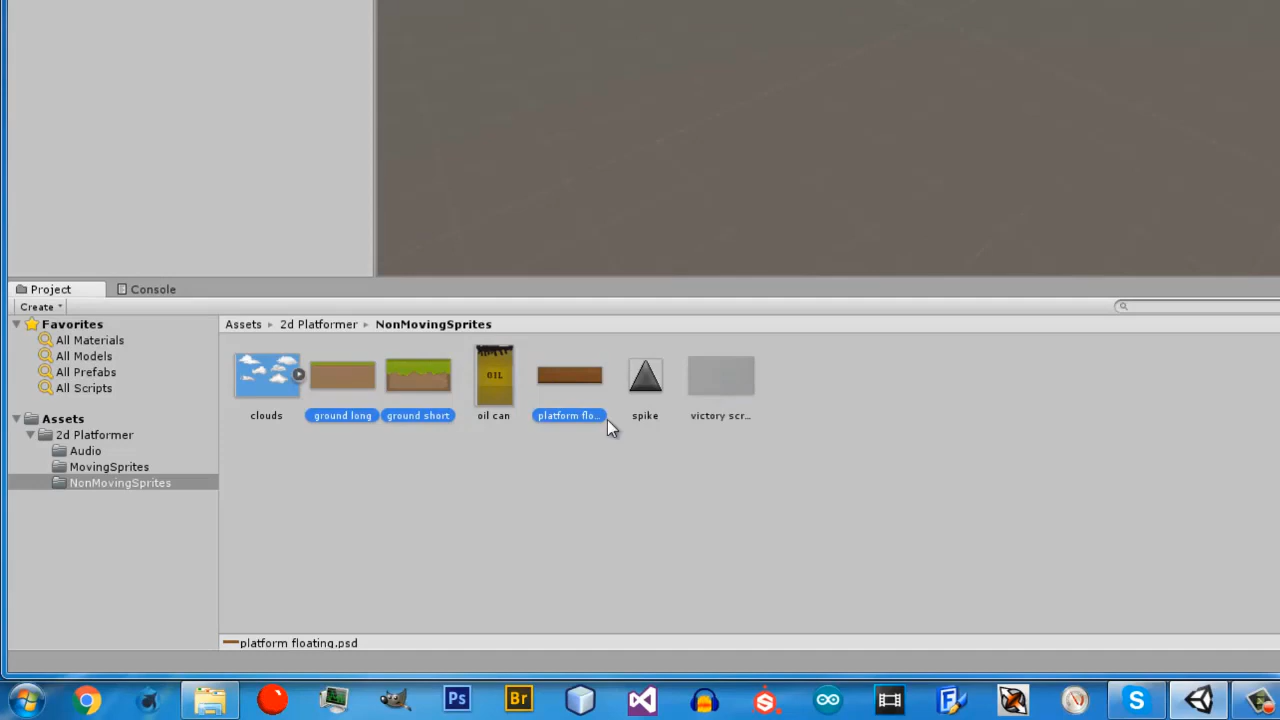 Project
Console
Create
Favorites
All Materials
All Models
All Prefabs
All Scripts
Assets
2d Platformer
Audio
MovingSprites
NonMovingSprites
Assets ▸ 2d Platformer ▸ NonMovingSprites
OIL
clouds
ground long
ground short
oil can
platform flo...
spike
victory scr...
platform floating.psd
Ps
Br
S